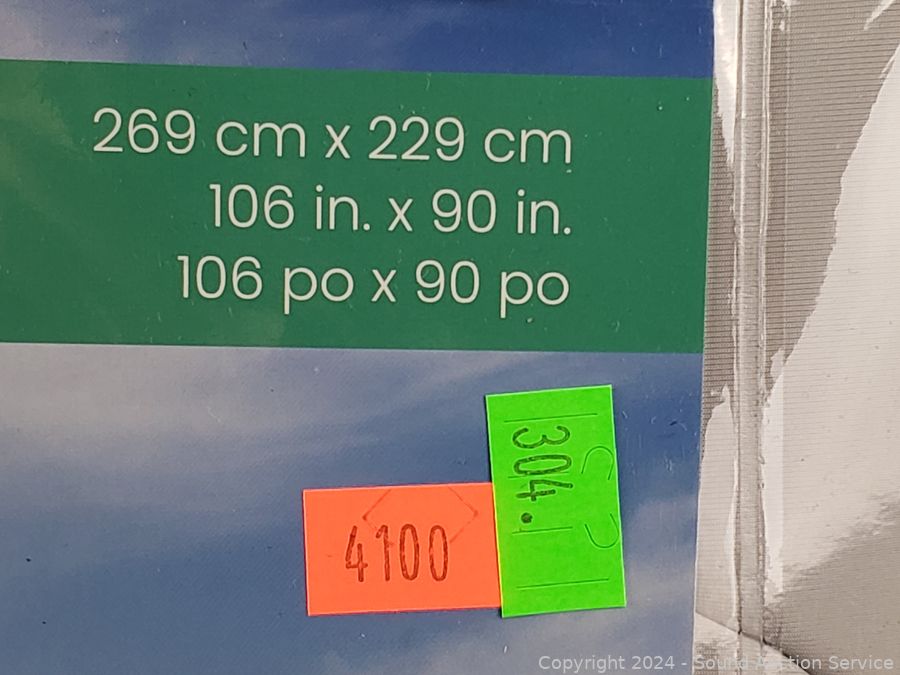 269 cm x 229 cm
106 in. x 90 in.
106 po x 90 po
304.
4100
Copyright 2024 - Sound Auction Service